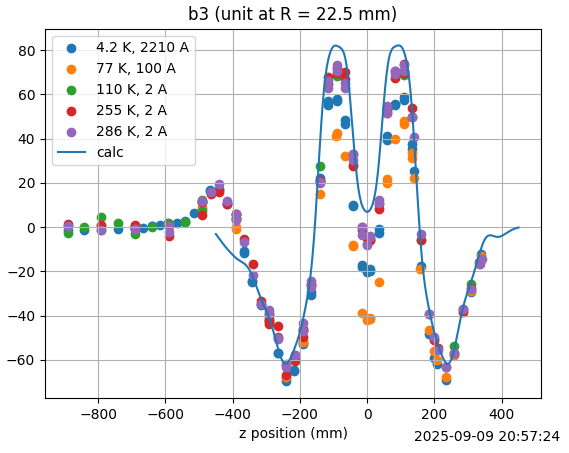 b3 (unit at R = 22.5 mm)
80
60
40
20
0
−20
−40
−60
4.2 K, 2210 A
77 K, 100 A
110 K, 2 A
255 K, 2 A
286 K, 2 A
calc
−800 −600 −400 −200 0 200 400
z position (mm)
2025-09-09 20:57:24